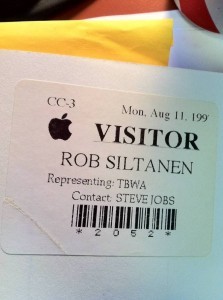 CC-3 Mon, Aug 11, 199
VISITOR
ROB SILTANEN
Representing: TBWA
Contact: STEVE JOBS
*2052*